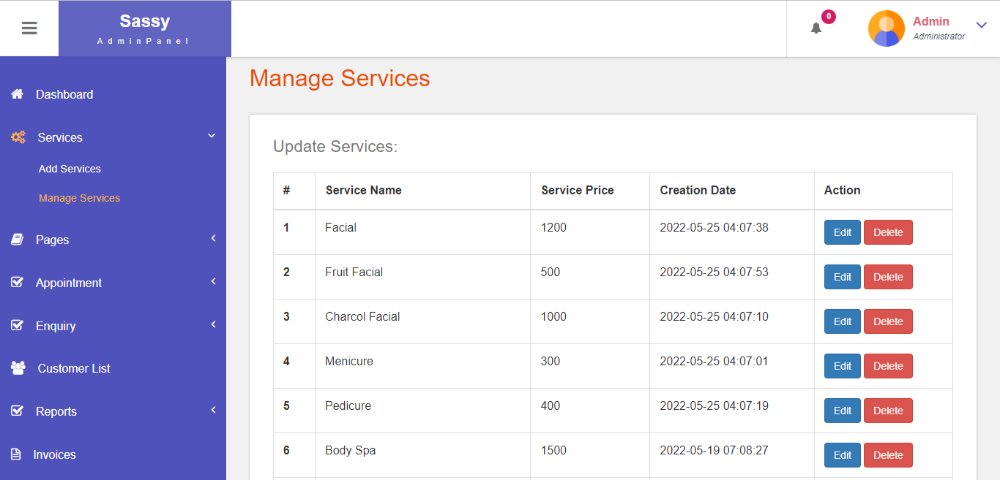 Sassy
AdminPanel
0
Admin
Administrator
Dashboard
Services
Add Services
Manage Services
Pages
Appointment
Enquiry
Customer List
Reports
Invoices
Manage Services
Update Services:
# Service Name Service Price Creation Date Action
1 Facial 1200 2022-05-25 04:07:38 Edit Delete
2 Fruit Facial 500 2022-05-25 04:07:53 Edit Delete
3 Charcol Facial 1000 2022-05-25 04:07:10 Edit Delete
4 Menicure 300 2022-05-25 04:07:01 Edit Delete
5 Pedicure 400 2022-05-25 04:07:19 Edit Delete
6 Body Spa 1500 2022-05-19 07:08:27 Edit Delete